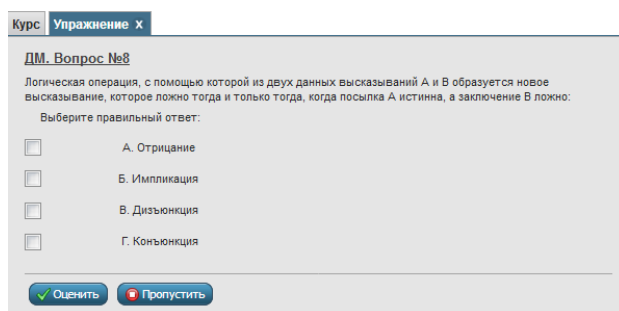 Курс Упражнение x
ДМ. Вопрос №8
Логическая операция, с помощью которой из двух данных высказываний А и В образуется новое
высказывание, которое ложно тогда и только тогда, когда посылка А истинна, а заключение В ложно:
Выберите правильный ответ:
А. Отрицание
Б. Импликация
В. Дизъюнкция
Г. Конъюнкция
Оценить Пропустить